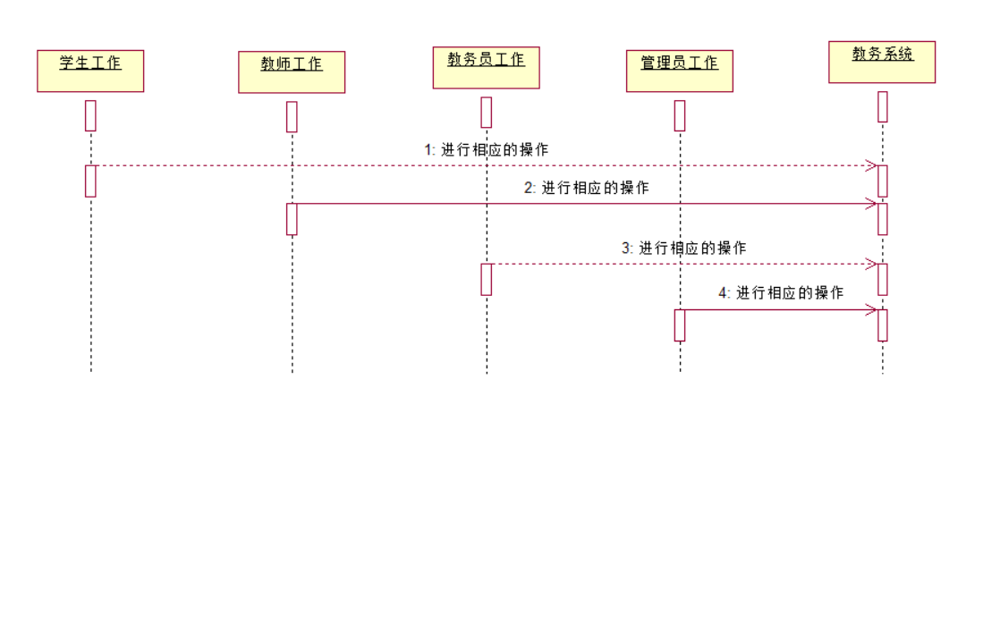 学生工作
教师工作
教务员工作
管理员工作
教务系统
1: 进行相应的操作
2: 进行相应的操作
3: 进行相应的操作
4: 进行相应的操作